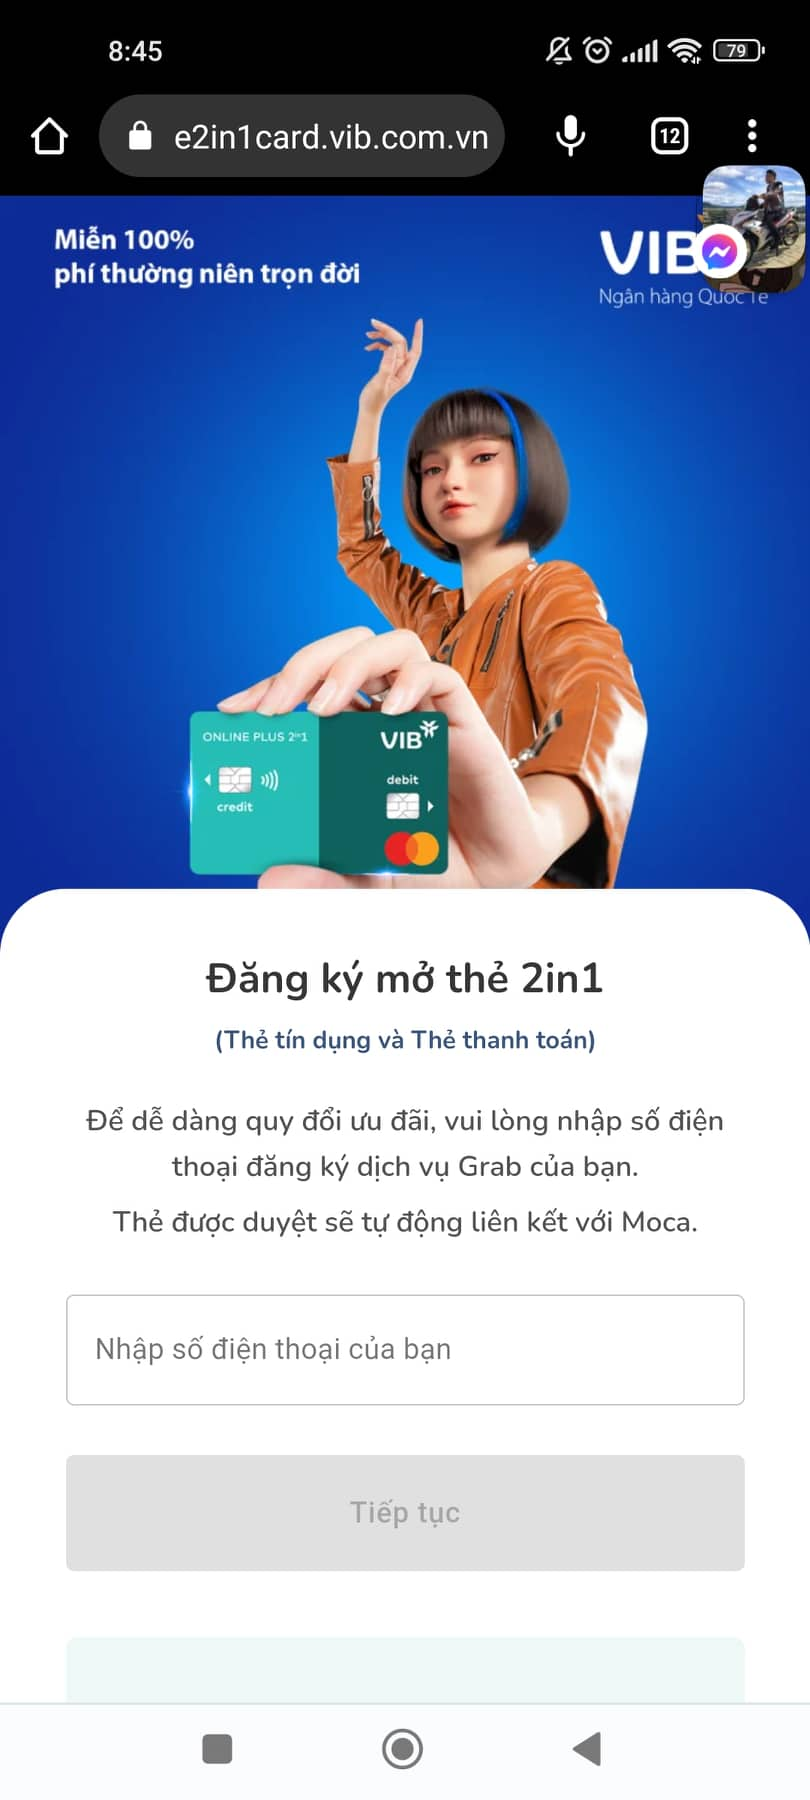 8:45
79
e2in1card.vib.com.vn
12
Miễn 100%
phí thường niên trọn đời
VIB
Ngân hàng Quốc Tế
ONLINE PLUS 2in1
VIB
debit
credit
Đăng ký mở thẻ 2in1
(Thẻ tín dụng và Thẻ thanh toán)
Để dễ dàng quy đổi ưu đãi, vui lòng nhập số điện
thoại đăng ký dịch vụ Grab của bạn.
Thẻ được duyệt sẽ tự động liên kết với Moca.
Nhập số điện thoại của bạn
Tiếp tục